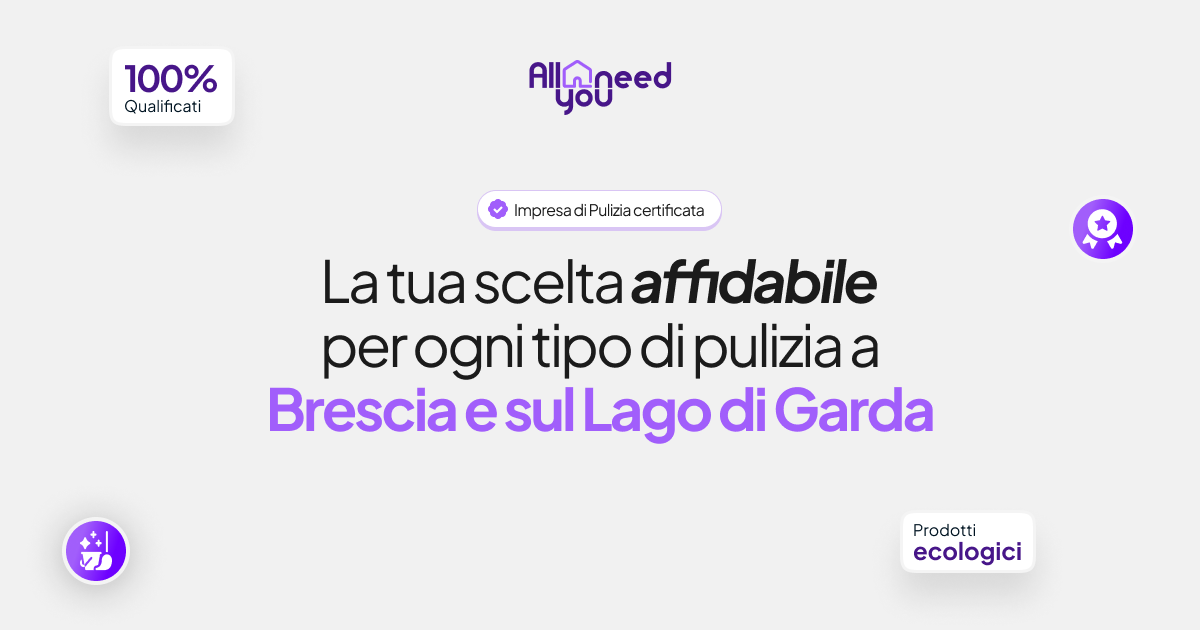 100%
Qualificati
All need
you
Impresa di Pulizia certificata
La tua scelta affidabile
per ogni tipo di pulizia a
Brescia e sul Lago di Garda
Prodotti
ecologici